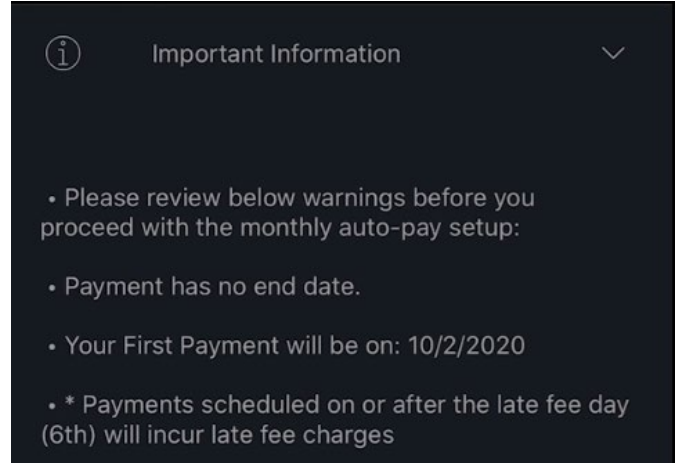 Important Information
• Please review below warnings before you
proceed with the monthly auto-pay setup:
• Payment has no end date.
• Your First Payment will be on: 10/2/2020
• * Payments scheduled on or after the late fee day
(6th) will incur late fee charges